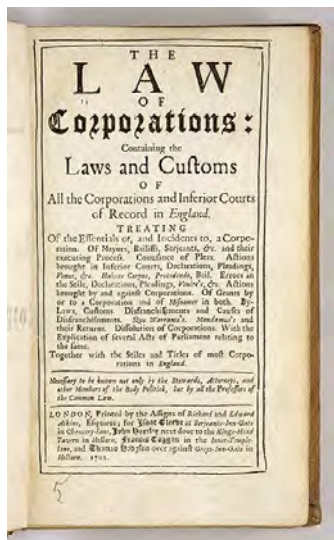 THE
LAW
OF
Corporations:
Containing the
Laws and Cuſtoms
OF
All the Corporations and Inferior Courts
of Record in England.
TREATING
Of the Eſſentials of, and Incidents to, a Corpo-
ration. Of Mayors, Bailiffs, Serjeants, &c. and their
executing Proceſs. Conuſance of Pleas. Actions
brought in Inferior Courts, Declarations, Pleadings,
Venue, &c. Habeas Corpus, Procedendo, Bail. Errors in
the Stile, Declarations, Pleadings, Venire's, &c. Actions
brought by and againſt Corporations. Of Grants by
or to a Corporation and of Miſnomer in both. By-
Laws, Cuſtoms. Disfranchiſements and Cauſes of
Disfranchiſements. Quo Warranto's. Mandamus's and
their Returns. Diſſolution of Corporations. With the
Explication of ſeveral Acts of Parliament relating to
the ſame.
Together with the Stiles and Titles of moſt Corpo-
rations in England.
Neceſſary to be known not only by the Stewards, Attorneys, and
other Members of the Body Politick, but by all the Profeſſors of
the Common Law.
LONDON, Printed by the Aſſigns of Richard and Edward
Atkins, Eſquires; for Iſaac Cleeve at Serjeants-Inn-Gate
in Chancery-lane, John Hartley next door to the Kings-Head
Tavern in Holborn, Francis Coggan in the Inner-Temple-
lane, and Thomas Hodgſon over againſt Grays-Inn-Gate in
Holborn. 1702.